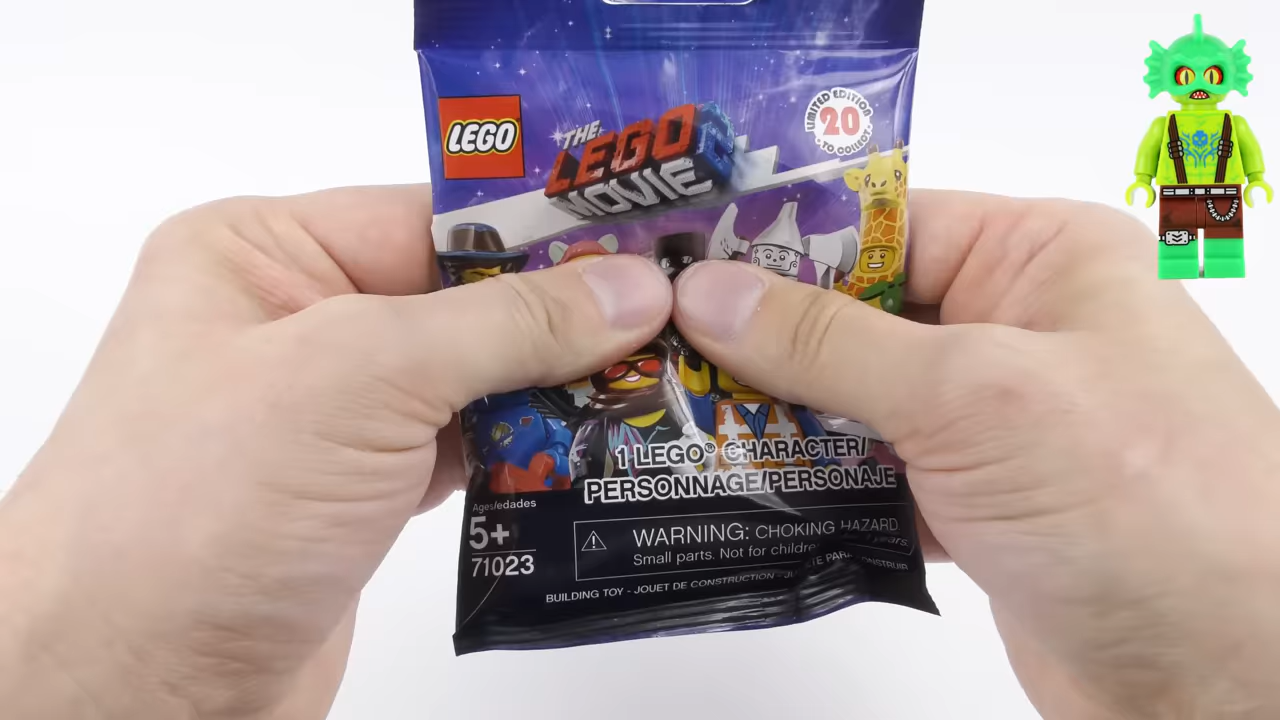 LEGO
THE
LEGO
MOVIE
2
LIMITED EDITION
20
TO COLLECT
1 LEGO® CHARACTER/
PERSONNAGE/PERSONAJE
Ages/edades
5+
71023
WARNING: CHOKING HAZARD.
Small parts. Not for
years.
BUILDING TOY - JOUET DE CONSTRUCTION -